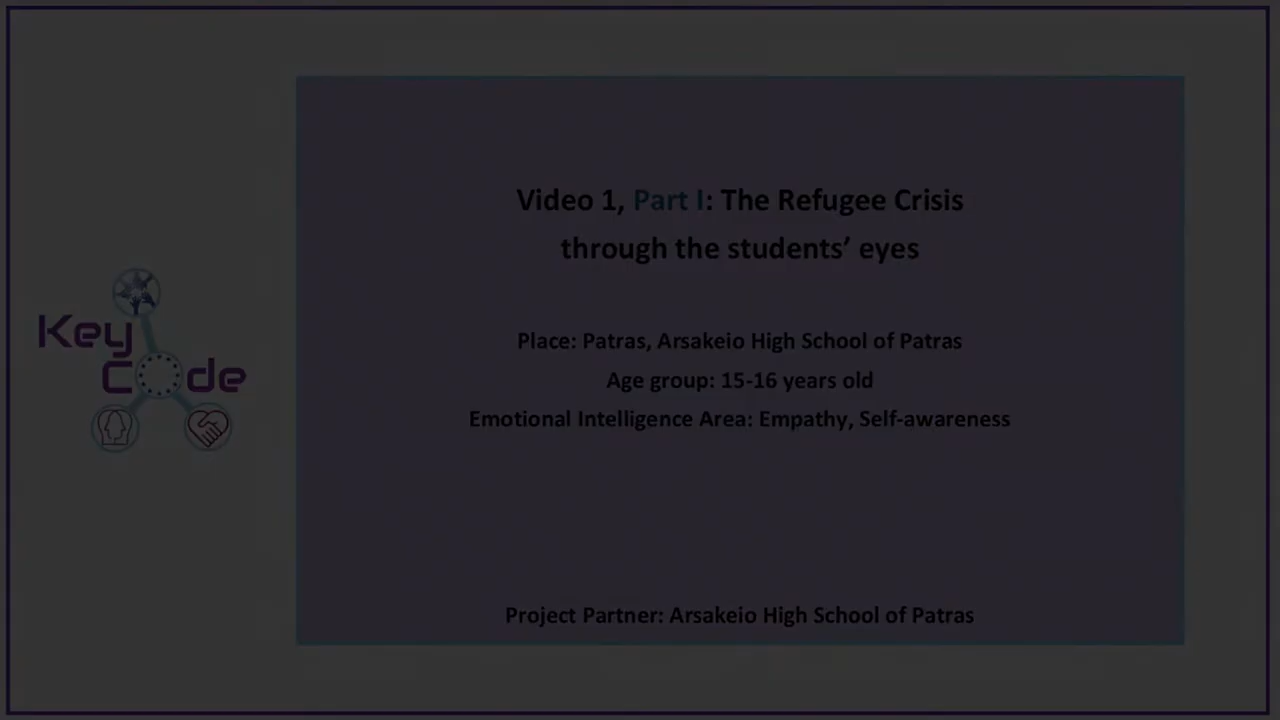 Video 1, Part I: The Refugee Crisis
through the students’ eyes
Place: Patras, Arsakeio High School of Patras
Age group: 15-16 years old
Emotional Intelligence Area: Empathy, Self-awareness
Key
Code
Project Partner: Arsakeio High School of Patras